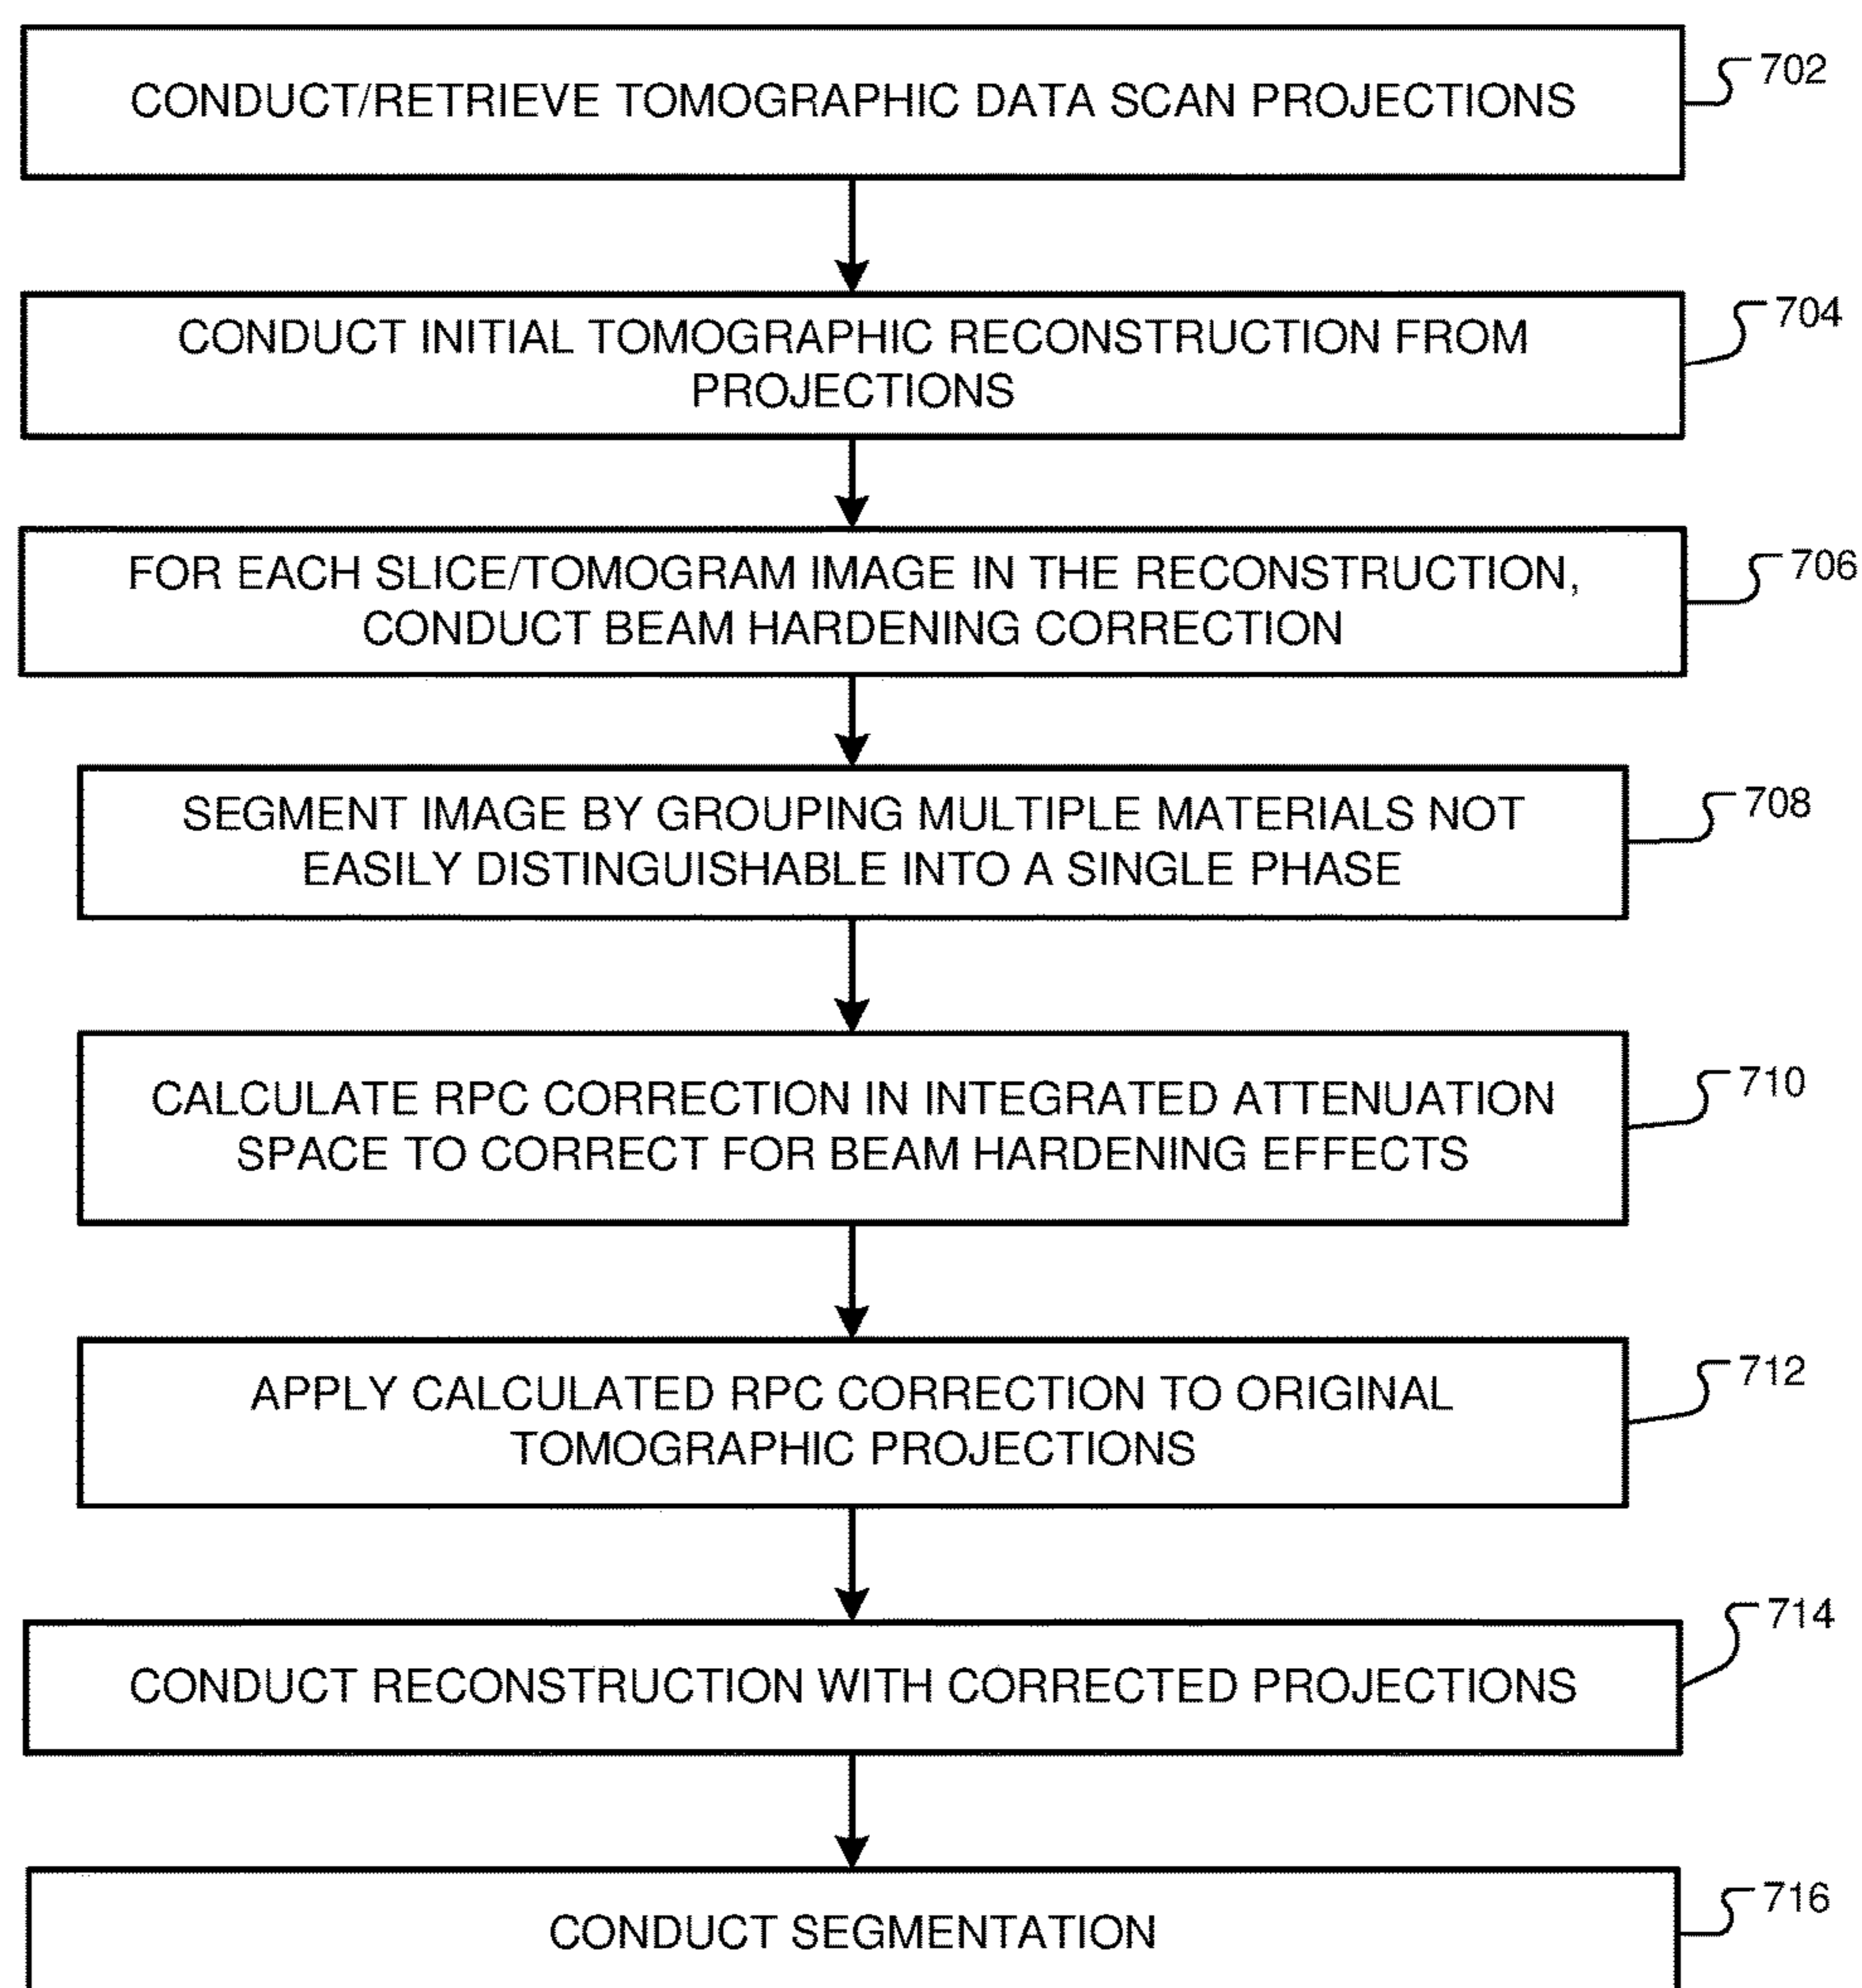 CONDUCT/RETRIEVE TOMOGRAPHIC DATA SCAN PROJECTIONS
702
CONDUCT INITIAL TOMOGRAPHIC RECONSTRUCTION FROM
PROJECTIONS
704
FOR EACH SLICE/TOMOGRAM IMAGE IN THE RECONSTRUCTION,
CONDUCT BEAM HARDENING CORRECTION
706
SEGMENT IMAGE BY GROUPING MULTIPLE MATERIALS NOT
EASILY DISTINGUISHABLE INTO A SINGLE PHASE
708
CALCULATE RPC CORRECTION IN INTEGRATED ATTENUATION
SPACE TO CORRECT FOR BEAM HARDENING EFFECTS
710
APPLY CALCULATED RPC CORRECTION TO ORIGINAL
TOMOGRAPHIC PROJECTIONS
712
CONDUCT RECONSTRUCTION WITH CORRECTED PROJECTIONS
714
CONDUCT SEGMENTATION
716